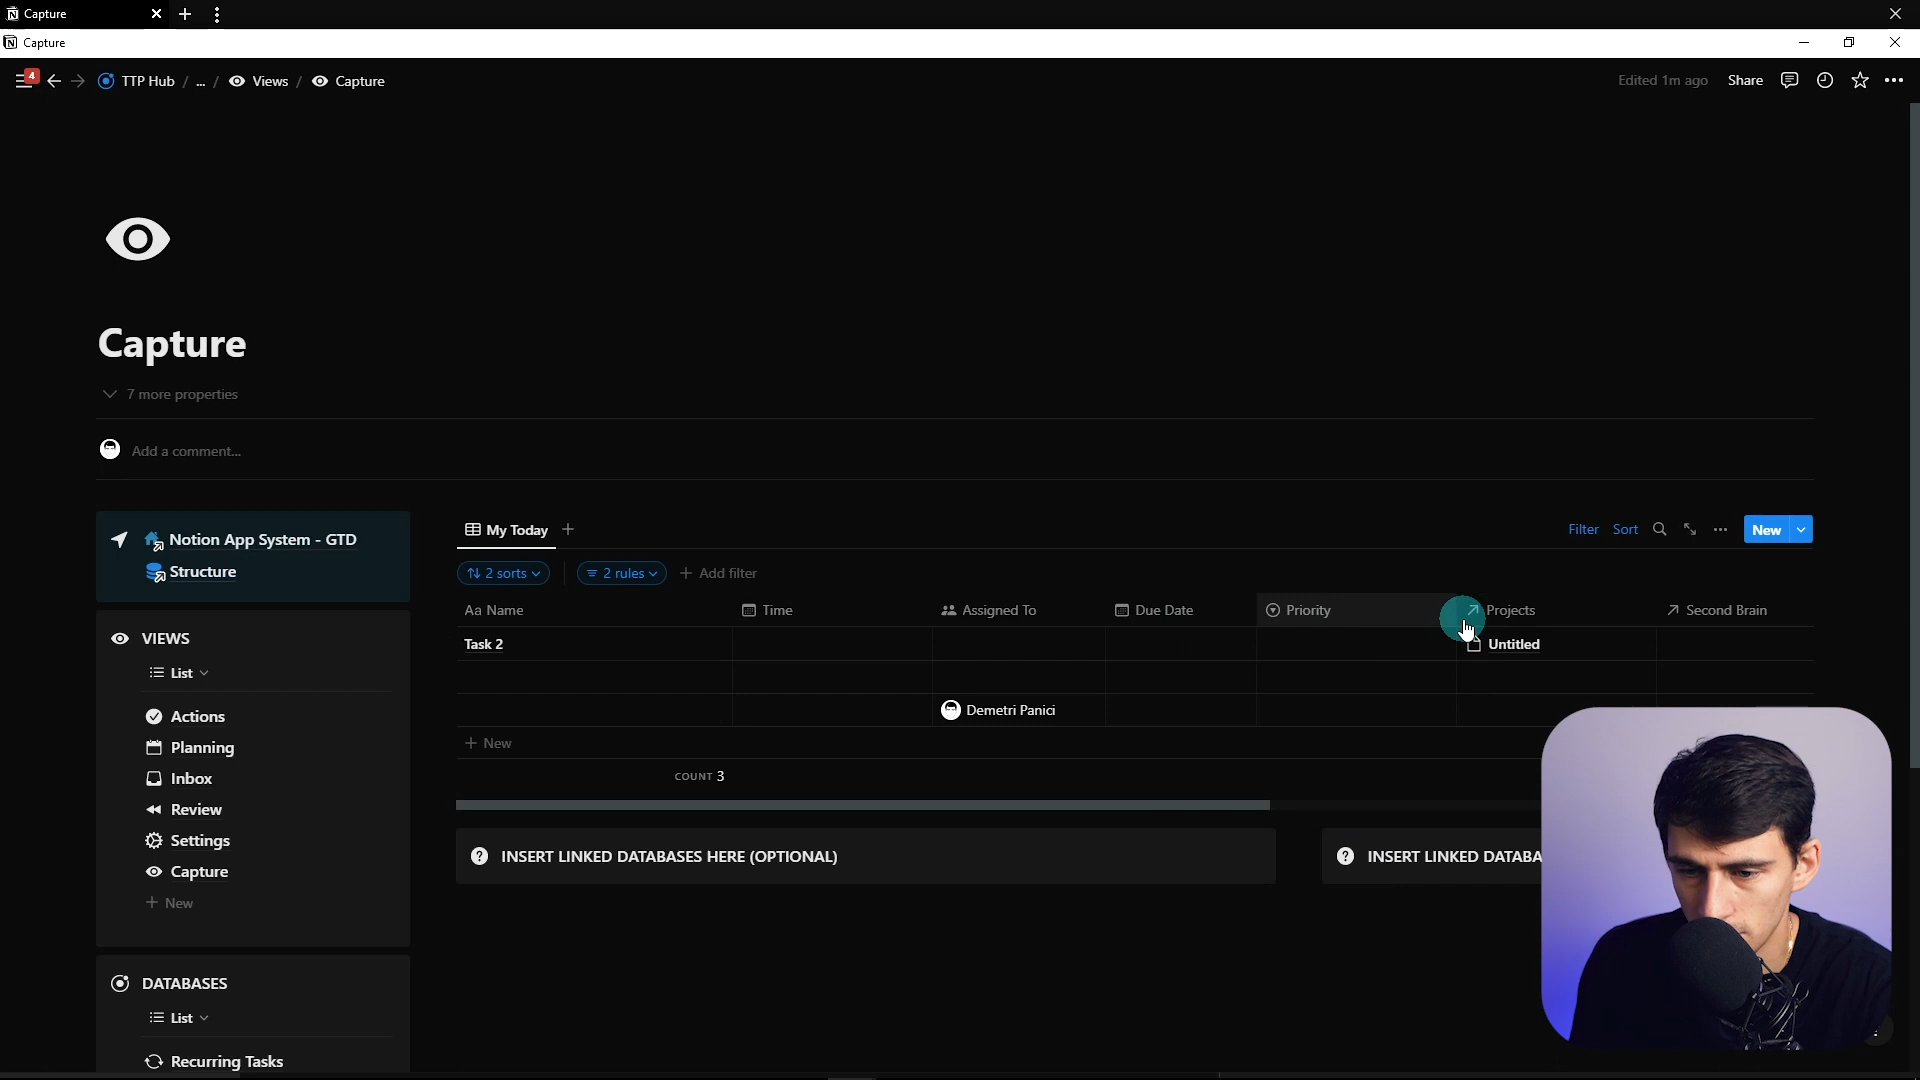 Capture
Capture
4
TTP Hub / ... / Views / Capture
Edited 1m ago Share
Capture
7 more properties
Add a comment...
Notion App System - GTD
Structure
VIEWS
List
Actions
Planning
Inbox
Review
Settings
Capture
New
DATABASES
List
Recurring Tasks
My Today
Filter Sort New
2 sorts 2 rules Add filter
Aa Name Time Assigned To Due Date Priority Projects Second Brain
Task 2 Untitled
Demetri Panici
New
COUNT 3
INSERT LINKED DATABASES HERE (OPTIONAL)
INSERT LINKED DATABA